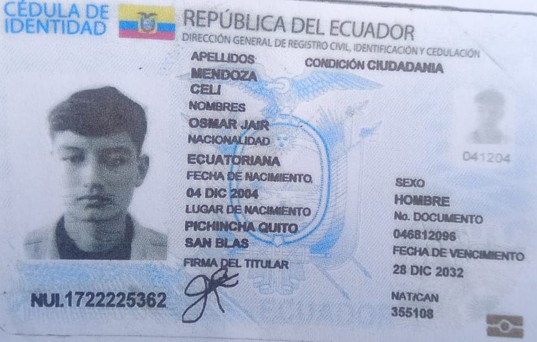 CÉDULA DE
IDENTIDAD
REPÚBLICA DEL ECUADOR
DIRECCIÓN GENERAL DE REGISTRO CIVIL, IDENTIFICACIÓN Y CEDULACIÓN
APELLIDOS
CONDICIÓN CIUDADANIA
MENDOZA
CELI
NOMBRES
OSMAR JAIR
NACIONALIDAD
ECUATORIANA
FECHA DE NACIMIENTO
04 DIC 2004
LUGAR DE NACIMIENTO
PICHINCHA QUITO
SAN BLAS
FIRMA DEL TITULAR
041204
SEXO
HOMBRE
No. DOCUMENTO
046812096
FECHA DE VENCIMIENTO
28 DIC 2032
NAT/CAN
355108
NUI.1722225362
ECUADOR